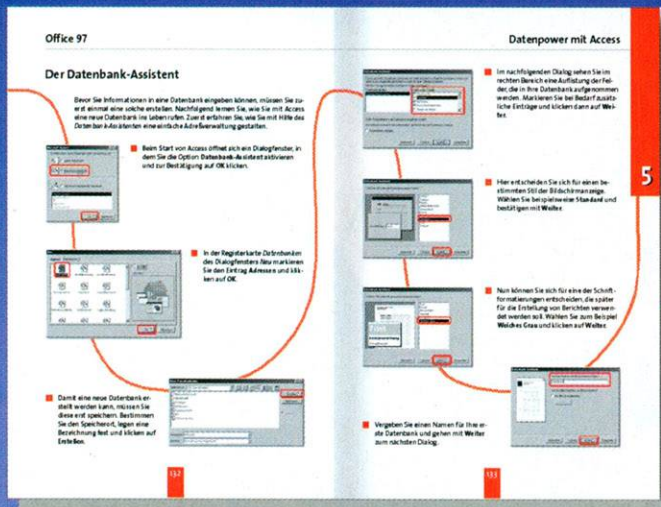 Office 97
Der Datenbank-Assistent
Bevor Sie Informationen in eine Datenbank eingeben können, müssen Sie zu-
erst einmal eine solche erstellen. Nachfolgend lernen Sie, wie Sie mit Access
eine neue Datenbank ins Leben rufen. Zuerst erfahren Sie, wie Sie mit Hilfe des
Datenbank-Assistenten eine einfache Adreßverwaltung gestalten.
Beim Start von Access öffnet sich ein Dialogfenster, in
dem Sie die Option Datenbank-Assistent aktivieren
und zur Bestätigung auf OK klicken.
In der Registerkarte Datenbanken
des Dialogfensters Neu markieren
Sie den Eintrag Adressen und klik-
ken auf OK.
Damit eine neue Datenbank er-
stellt werden kann, müssen Sie
diese erst speichern. Bestimmen
Sie den Speicherort, legen eine
Bezeichnung fest und klicken auf
Erstellen.
132
Datenpower mit Access
Im nachfolgenden Dialog sehen Sie im
rechten Bereich eine Auflistung der Fel-
der, die in Ihre Datenbank aufgenommen
werden. Markieren Sie bei Bedarf zusätz-
liche Einträge und klicken dann auf Wei-
ter.
5
Hier entscheiden Sie sich für einen be-
stimmten Stil der Bildschirmanzeige.
Wählen Sie beispielsweise Standard und
bestätigen mit Weiter.
Nun können Sie sich für eine der Schrift-
formatierungen entscheiden, die später
für die Erstellung von Berichten verwen-
det werden soll. Wählen Sie zum Beispiel
Weiches Grau und klicken auf Weiter.
Vergeben Sie einen Namen für Ihre er-
ste Datenbank und gehen mit Weiter
zum nächsten Dialog.
133